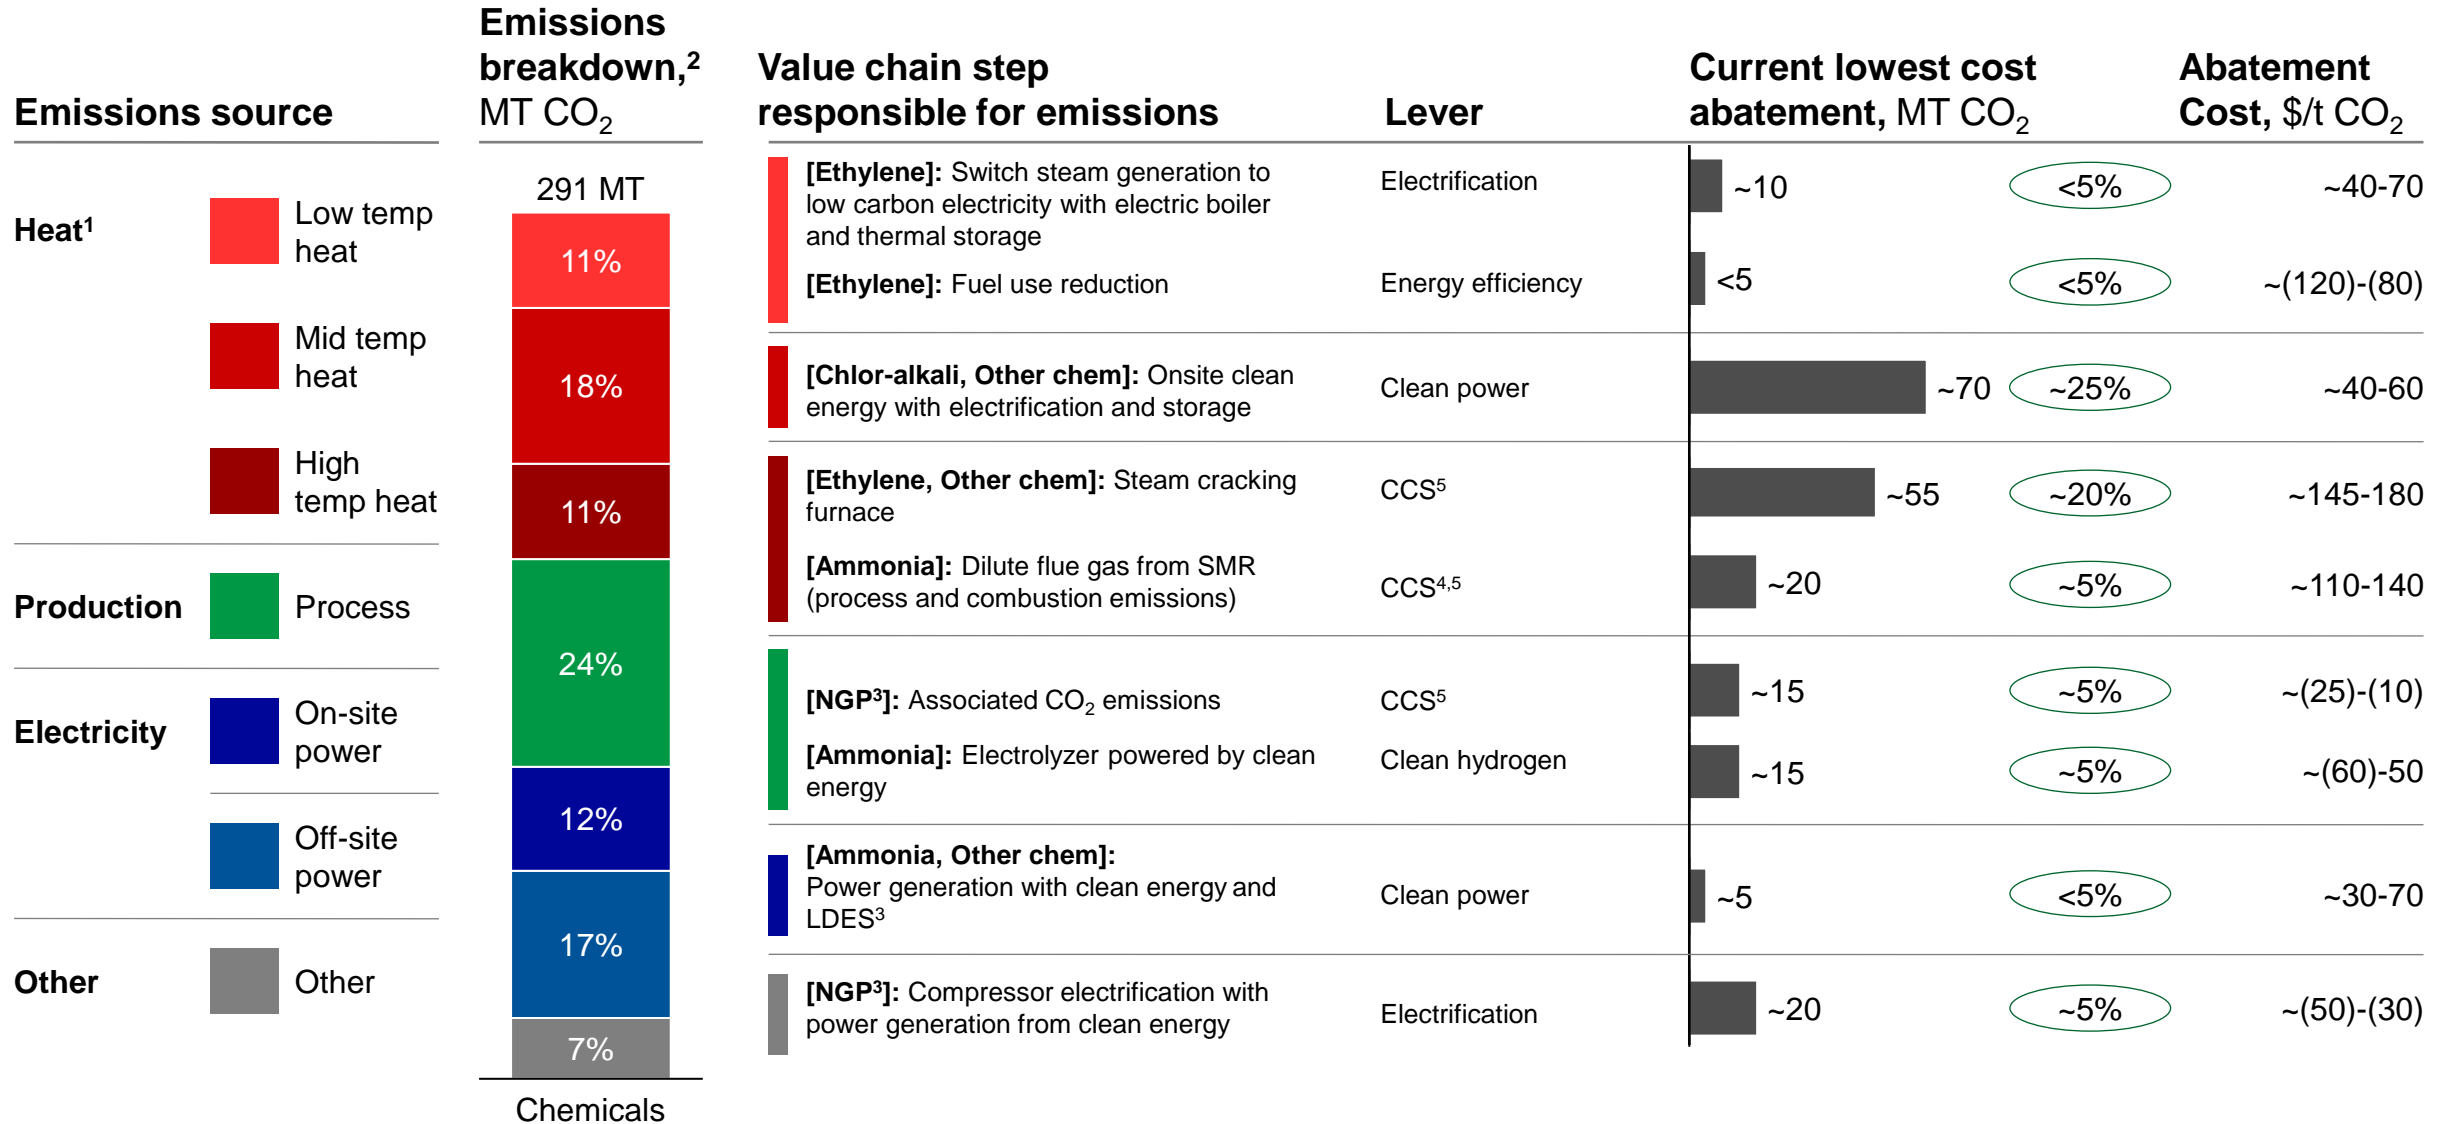 Emissions source
Emissions
breakdown,²
MT CO₂
Value chain step
responsible for emissions
Lever
Current lowest cost
abatement, MT CO₂
Abatement
Cost, $/t CO₂
Heat¹
Low temp
heat
Mid temp
heat
High
temp heat
Production
Process
Electricity
On-site
power
Off-site
power
Other
Other
291 MT
11%
18%
11%
24%
12%
17%
7%
Chemicals
[Ethylene]: Switch steam generation to
low carbon electricity with electric boiler
and thermal storage
Electrification
~10
<5%
~40-70
[Ethylene]: Fuel use reduction
Energy efficiency
<5
<5%
~(120)-(80)
[Chlor-alkali, Other chem]: Onsite clean
energy with electrification and storage
Clean power
~70
~25%
~40-60
[Ethylene, Other chem]: Steam cracking
furnace
CCS⁵
~55
~20%
~145-180
[Ammonia]: Dilute flue gas from SMR
(process and combustion emissions)
CCS⁴,⁵
~20
~5%
~110-140
[NGP³]: Associated CO₂ emissions
CCS⁵
~15
~5%
~(25)-(10)
[Ammonia]: Electrolyzer powered by clean
energy
Clean hydrogen
~15
~5%
~(60)-50
[Ammonia, Other chem]:
Power generation with clean energy and
LDES³
Clean power
~5
<5%
~30-70
[NGP³]: Compressor electrification with
power generation from clean energy
Electrification
~20
~5%
~(50)-(30)